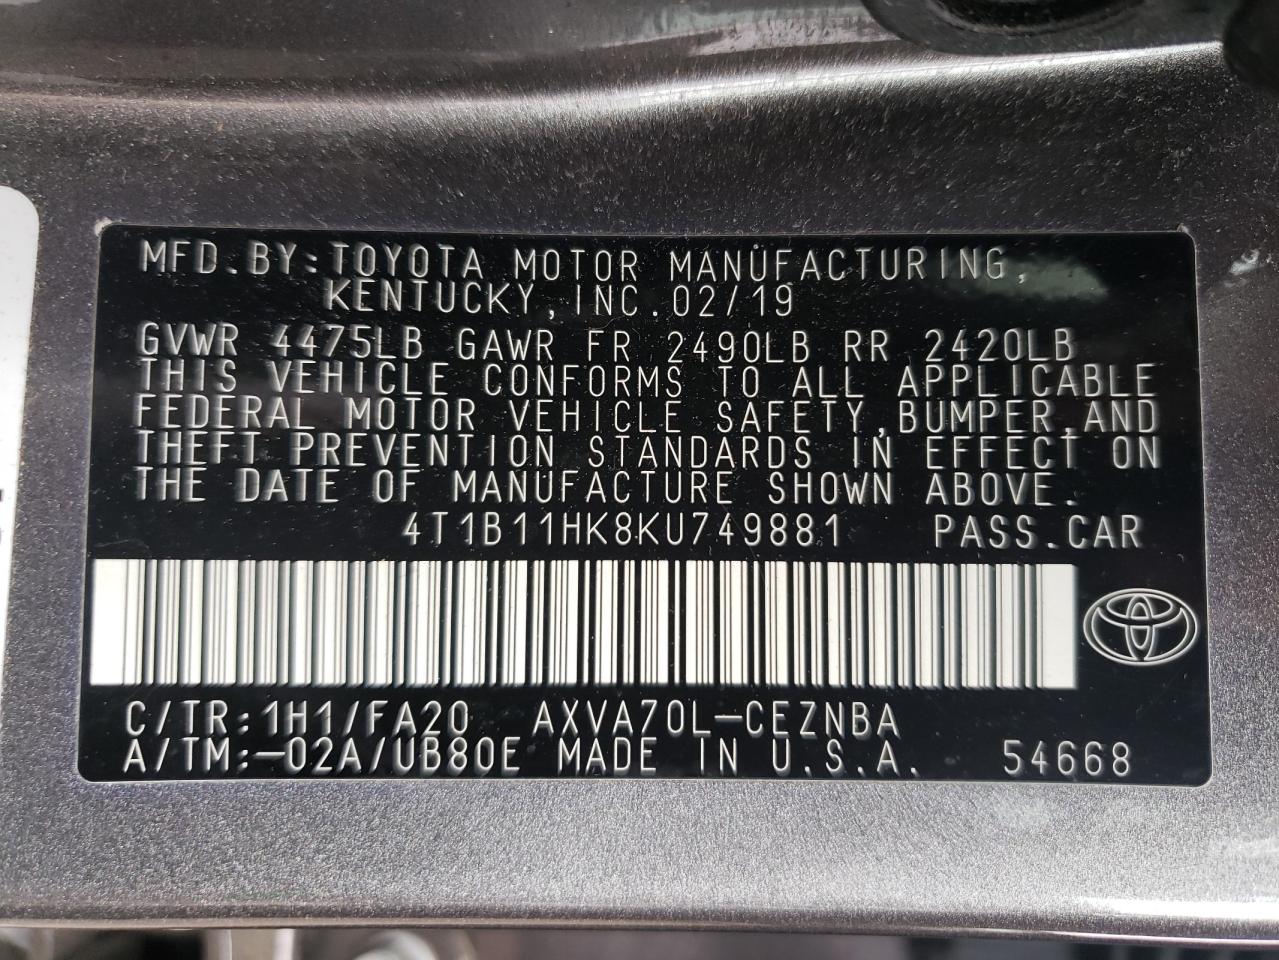 MFD.BY:TOYOTA MOTOR MANUFACTURING,
KENTUCKY,INC.02/19
GVWR 4475LB GAWR FR 2490LB RR 2420LB
THIS VEHICLE CONFORMS TO ALL APPLICABLE
FEDERAL MOTOR VEHICLE SAFETY,BUMPER,AND
THEFT PREVENTION STANDARDS IN EFFECT ON
THE DATE OF MANUFACTURE SHOWN ABOVE.
4T1B11HK8KU749881 PASS.CAR
C/TR:1H1/FA20 AXVA70L-CEZNBA
A/TM:-02A/UB80E MADE IN U.S.A. 54668